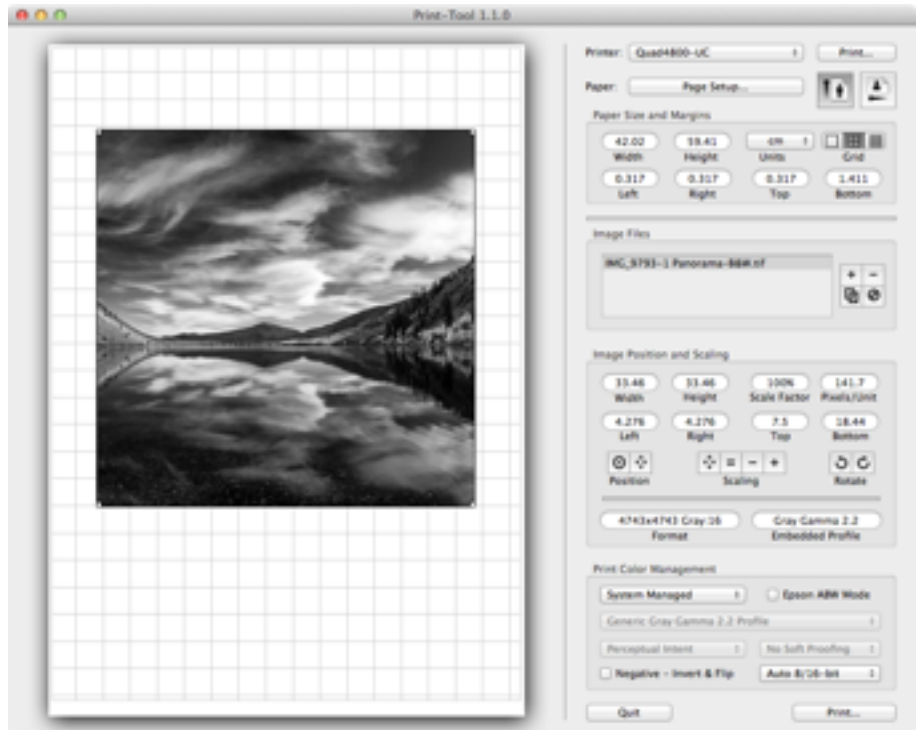 Print-Tool 1.1.0
Printer: Quad4800-UC Print...
Paper: Page Setup...
Paper Size and Margins
42.02 59.41 cm
Width Height Units Grid
0.317 0.317 0.317 1.411
Left Right Top Bottom
Image Files
IMG_9793-1 Panorama-B&W.tif
Image Position and Scaling
33.46 33.46 100% 141.7
Width Height Scale Factor Pixels/Unit
4.276 4.276 7.5 18.44
Left Right Top Bottom
Position Scaling Rotate
4743x4743 Gray:16 Gray Gamma 2.2
Format Embedded Profile
Print Color Management
System Managed Epson ABW Mode
Generic Gray Gamma 2.2 Profile
Perceptual Intent No Soft Proofing
Negative - Invert & Flip Auto 8/16-bit
Quit Print...